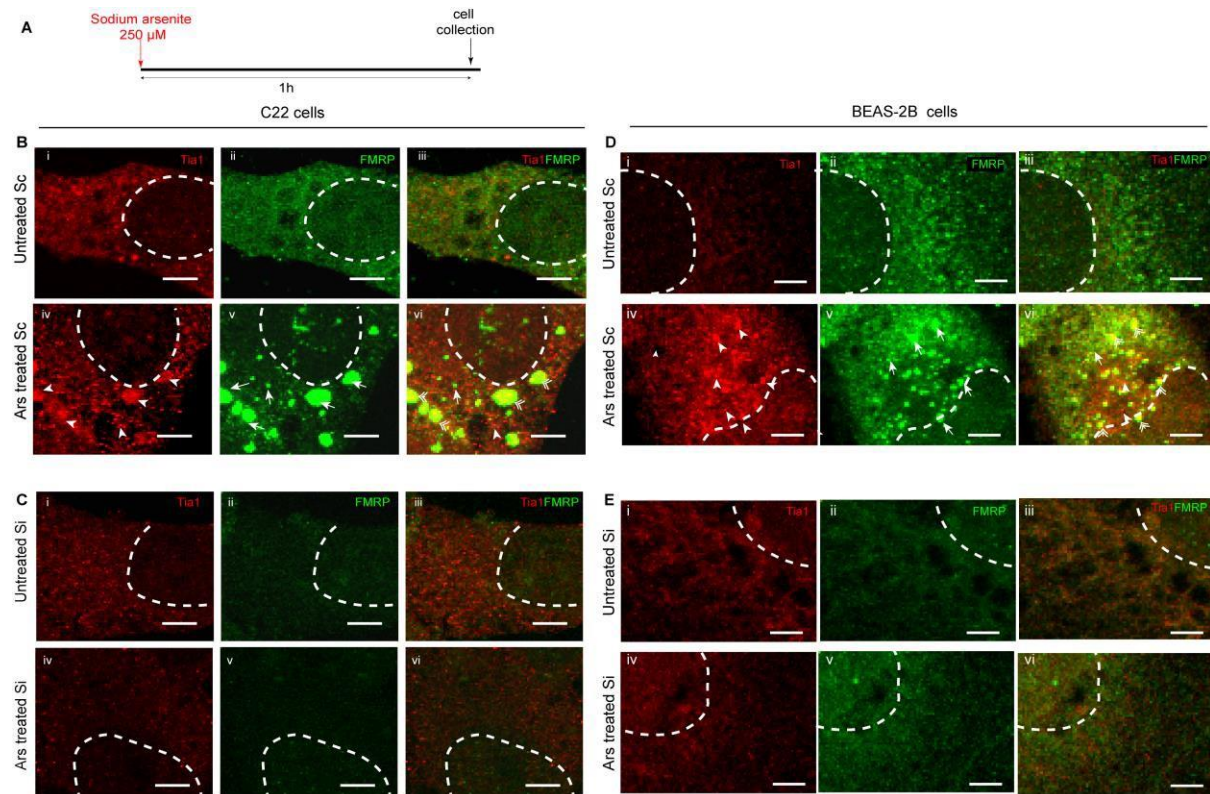 A
Sodium arsenite
250 µM
cell
collection
1h
C22 cells
BEAS-2B cells
B
Untreated Sc
i Tia1
ii FMRP
iii Tia1FMRP
Ars treated Sc
iv
v
vi
D
Untreated Sc
i Tia1
ii FMRP
iii Tia1FMRP
Ars treated Sc
iv
v
vi
C
Untreated Si
i Tia1
ii FMRP
iii Tia1FMRP
Ars treated Si
iv
v
vi
E
Untreated Si
i Tia1
ii FMRP
iii Tia1FMRP
Ars treated Si
iv
v
vi